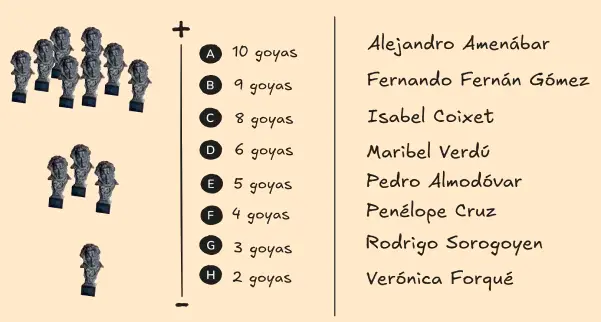 +
A 10 goyas
B 9 goyas
C 8 goyas
D 6 goyas
E 5 goyas
F 4 goyas
G 3 goyas
H 2 goyas
-
Alejandro Amenábar
Fernando Fernán Gómez
Isabel Coixet
Maribel Verdú
Pedro Almodóvar
Penélope Cruz
Rodrigo Sorogoyen
Verónica Forqué